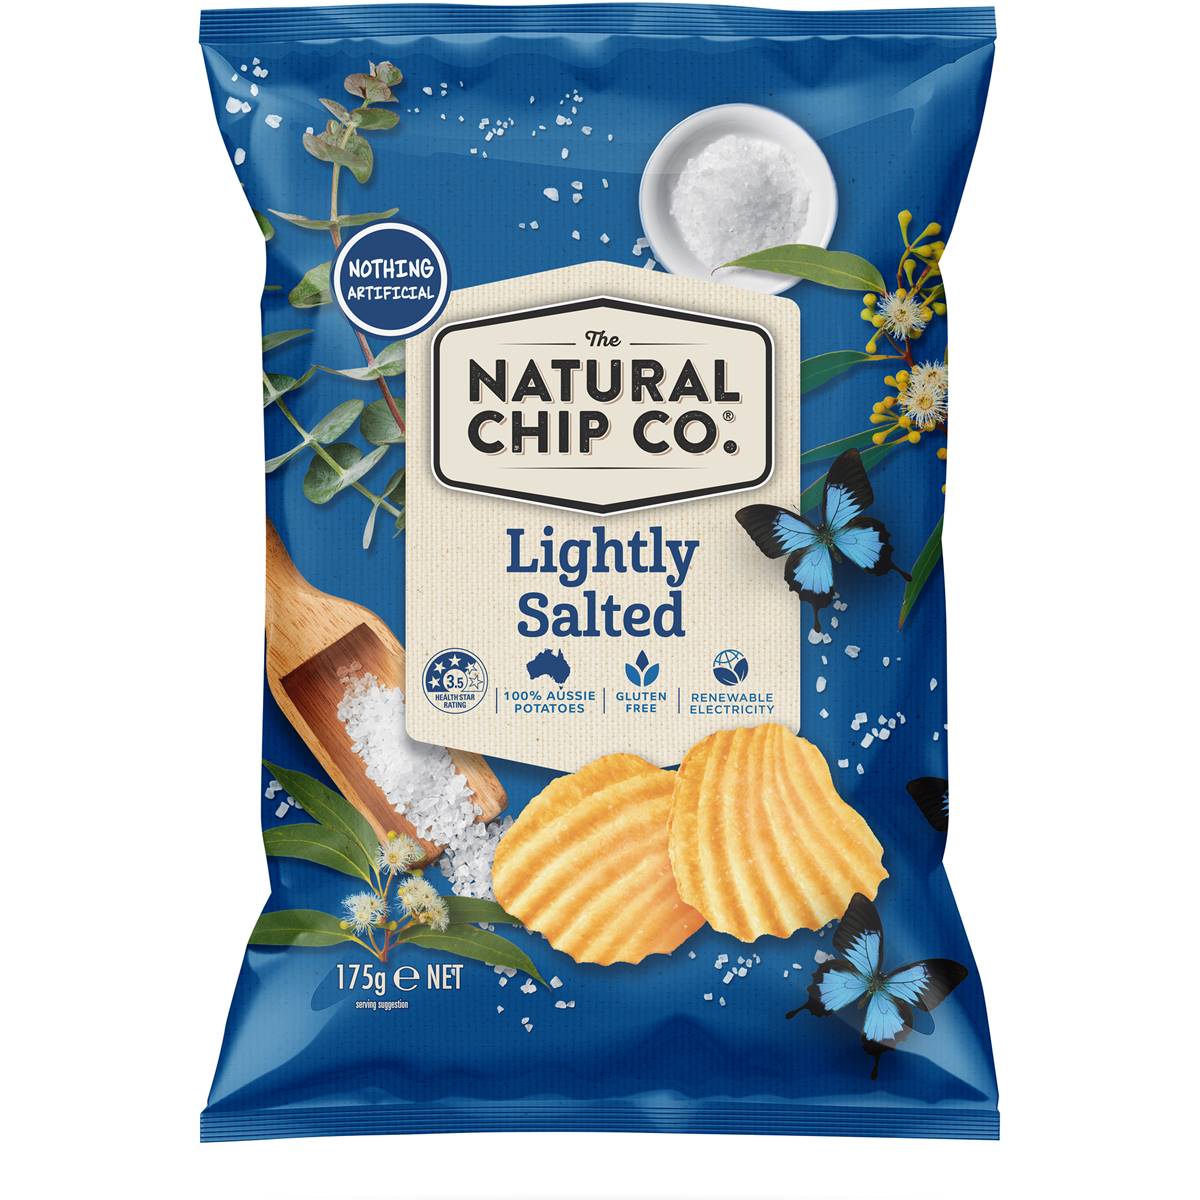 NOTHING
ARTIFICIAL
The
NATURAL
CHIP CO.®
Lightly
Salted
3.5
HEALTH STAR
RATING
100% AUSSIE
POTATOES
GLUTEN
FREE
RENEWABLE
ELECTRICITY
175g ℮ NET
serving suggestion